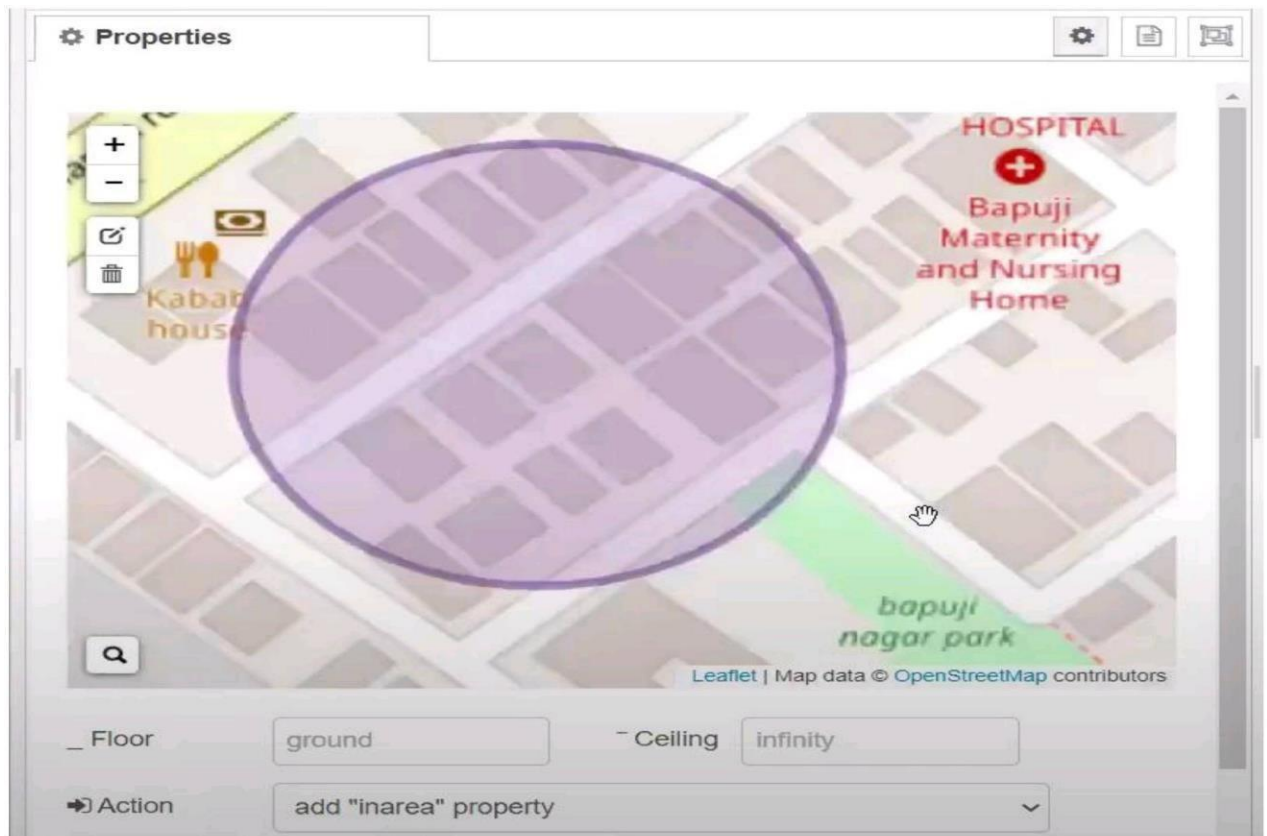 Properties
+
HOSPITAL
−
Bapuji
Maternity
and Nursing
Home
Kabab
house
bapuji
nagar park
Leaflet | Map data © OpenStreetMap contributors
_ Floor ground ‾ Ceiling infinity
Action add "inarea" property